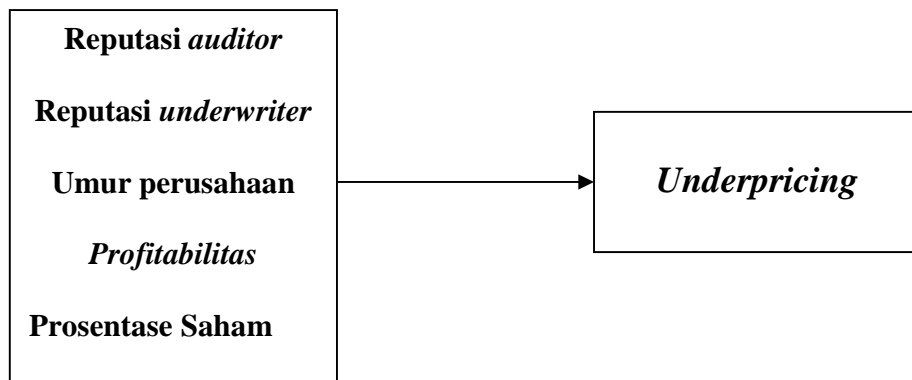 Reputasi auditor
Reputasi underwriter
Umur perusahaan
Profitabilitas
Prosentase Saham
Underpricing